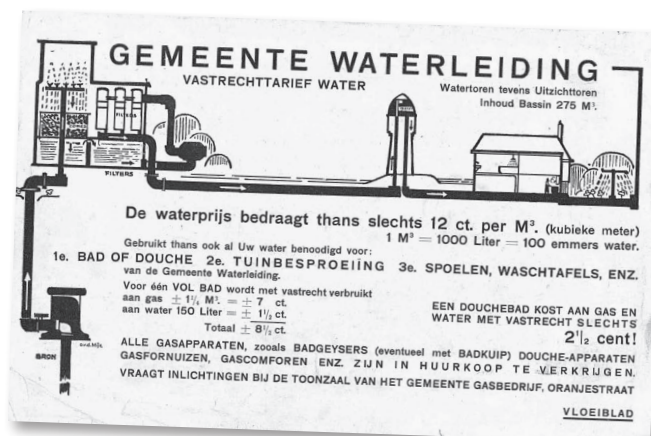 GEMEENTE WATERLEIDING
VASTRECHTTARIEF WATER
Watertoren tevens Uitzichttoren
Inhoud Bassin 275 M³.
FILTERS
FILTERS
De waterprijs bedraagt thans slechts 12 ct. per M³. (kubieke meter)
1 M³ = 1000 Liter = 100 emmers water.
Gebruikt thans ook al Uw water benoodigd voor:
1e. BAD OF DOUCHE 2e. TUINBESPROEIING 3e. SPOELEN, WASCHTAFELS, ENZ.
van de Gemeente Waterleiding.
Voor één VOL BAD wordt met vastrecht verbruikt
aan gas ± 1¼ M³. = ± 7 ct.
aan water 150 Liter = ± 1½ ct.
Totaal ± 8½ ct.
EEN DOUCHEBAD KOST AAN GAS EN
WATER MET VASTRECHT SLECHTS
2½ cent!
BRON
ALLE GASAPPARATEN, zooals BADGEYSERS (eventueel met BADKUIP) DOUCHE-APPARATEN
GASFORNUIZEN, GASCOMFOREN ENZ. ZIJN IN HUURKOOP TE VERKRIJGEN.
VRAAGT INLICHTINGEN BIJ DE TOONZAAL VAN HET GEMEENTE GASBEDRIJF, ORANJESTRAAT
VLOEIBLAD